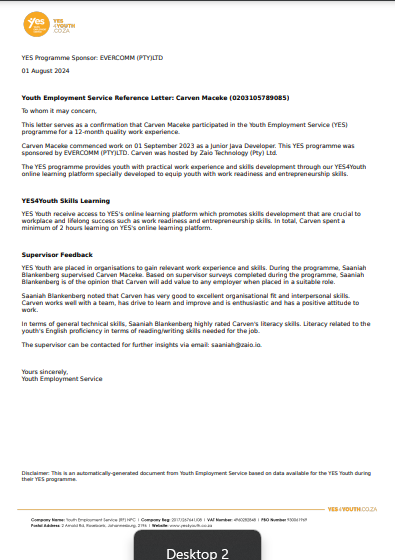 yes
YES
4YOUTH
.CO.ZA
YES Programme Sponsor: EVERCOMM (PTY)LTD
01 August 2024
Youth Employment Service Reference Letter: Carven Maceke (0203105789085)
To whom it may concern,
This letter serves as a confirmation that Carven Maceke participated in the Youth Employment Service (YES)
programme for a 12-month quality work experience.
Carven Maceke commenced work on 01 September 2023 as a Junior Java Developer. This YES programme was
sponsored by EVERCOMM (PTY)LTD. Carven was hosted by Zaio Technology (Pty) Ltd.
The YES programme provides youth with practical work experience and skills development through our YES4Youth
online learning platform specially developed to equip youth with work readiness and entrepreneurship skills.
YES4Youth Skills Learning
YES Youth receive access to YES's online learning platform which promotes skills development that are crucial to
workplace and lifelong success such as work readiness and entrepreneurship skills. In total, Carven spent a
minimum of 2 hours learning on YES's online learning platform.
Supervisor Feedback
YES Youth are placed in organisations to gain relevant work experience and skills. During the programme, Saaniah
Blankenberg supervised Carven Maceke. Based on supervisor surveys completed during the programme, Saaniah
Blankenberg is of the opinion that Carven will add value to any employer when placed in a suitable role.
Saaniah Blankenberg noted that Carven has very good to excellent organisational fit and interpersonal skills.
Carven works well with a team, has drive to learn and improve and is enthusiastic and has a positive attitude to
work.
In terms of general technical skills, Saaniah Blankenberg highly rated Carven's literacy skills. Literacy related to the
youth's English proficiency in terms of reading/writing skills needed for the job.
The supervisor can be contacted for further insights via email: saaniah@zaio.io.
Yours sincerely,
Youth Employment Service
Disclaimer: This is an automatically-generated document from Youth Employment Service based on data available for the YES Youth during
their YES programme.
YES4YOUTH.CO.ZA
Company Name: Youth Employment Service (RF) NPC | Company Reg: | VAT Number: | PBO Number:
Postal Address: 2 Arnold Rd, Rosebank, Johannesburg, | Website: www.yes4youth.co.za
Desktop 2